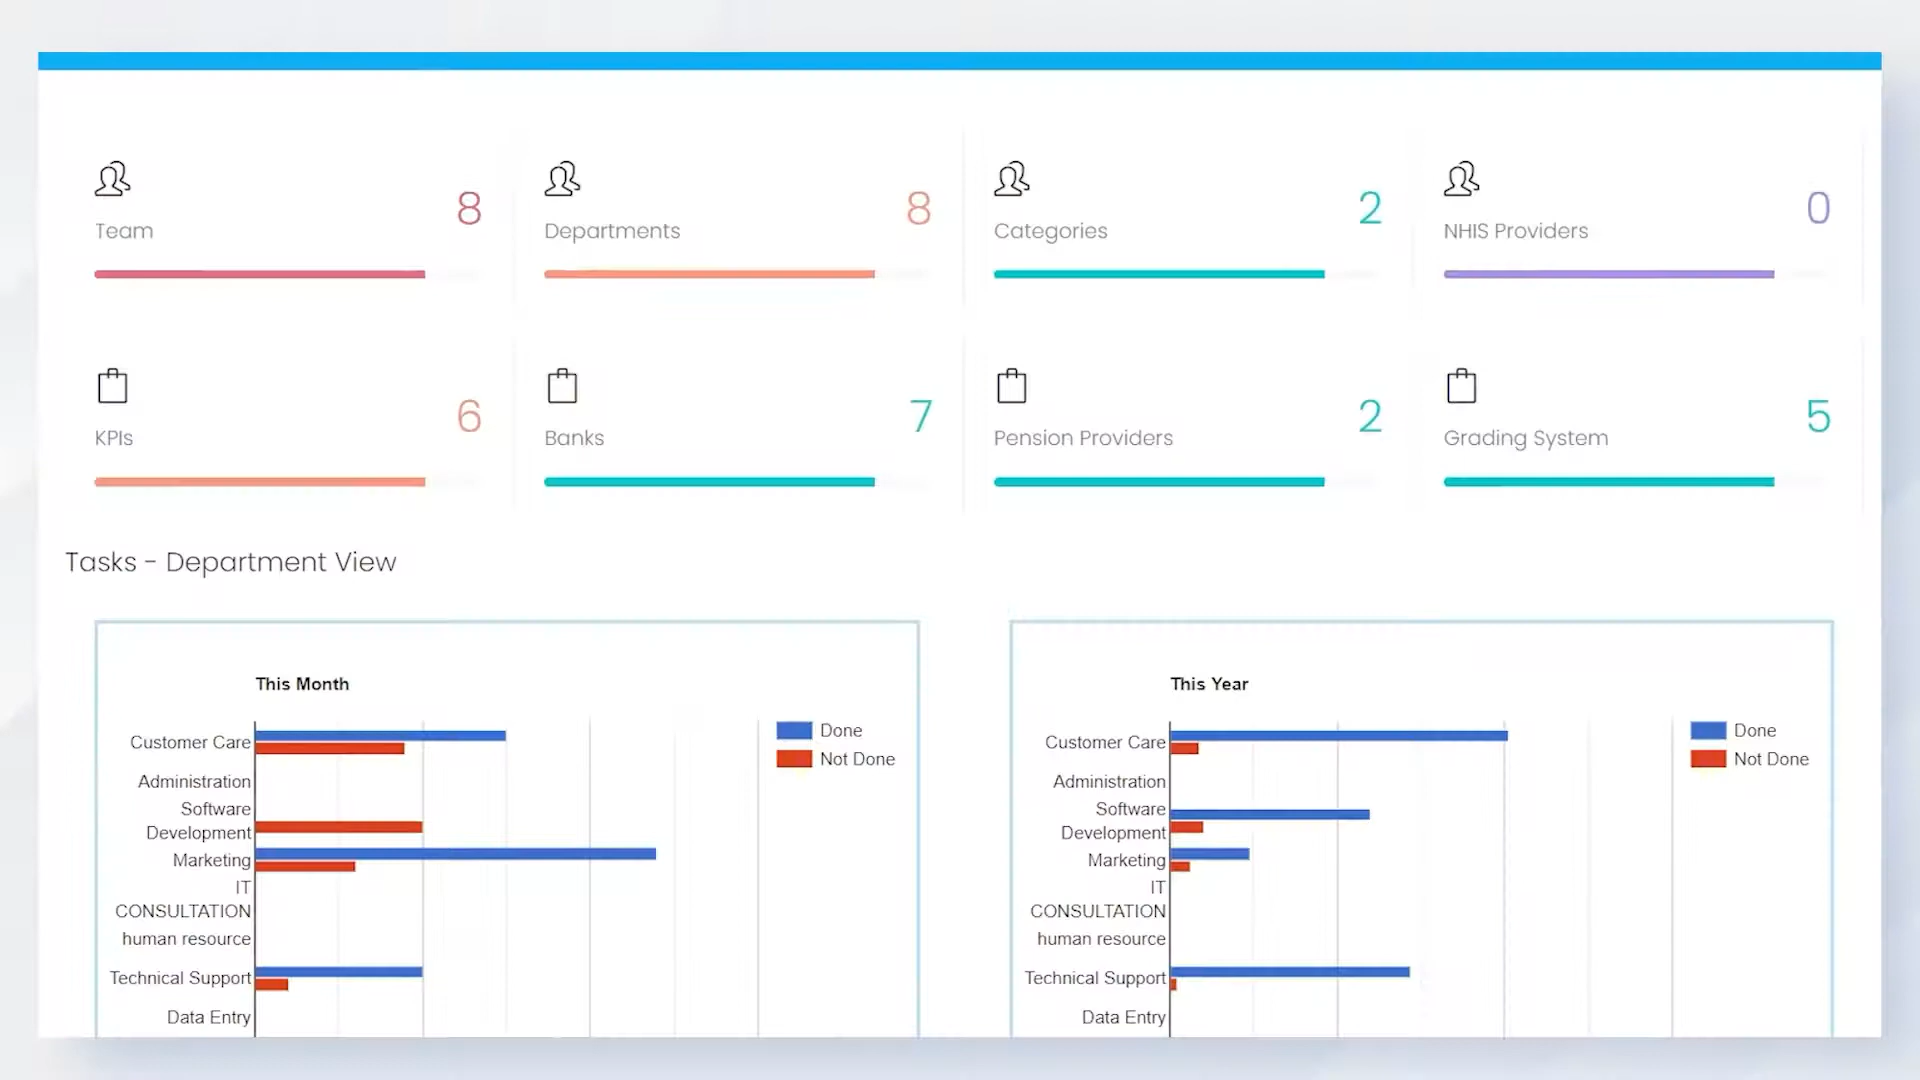 8
8
2
0
Team
Departments
Categories
NHIS Providers
6
7
2
5
KPIs
Banks
Pension Providers
Grading System
Tasks - Department View
This Month
Customer Care
Administration
Software
Development
Marketing
IT
CONSULTATION
human resource
Technical Support
Data Entry
Done
Not Done
This Year
Customer Care
Administration
Software
Development
Marketing
IT
CONSULTATION
human resource
Technical Support
Data Entry
Done
Not Done